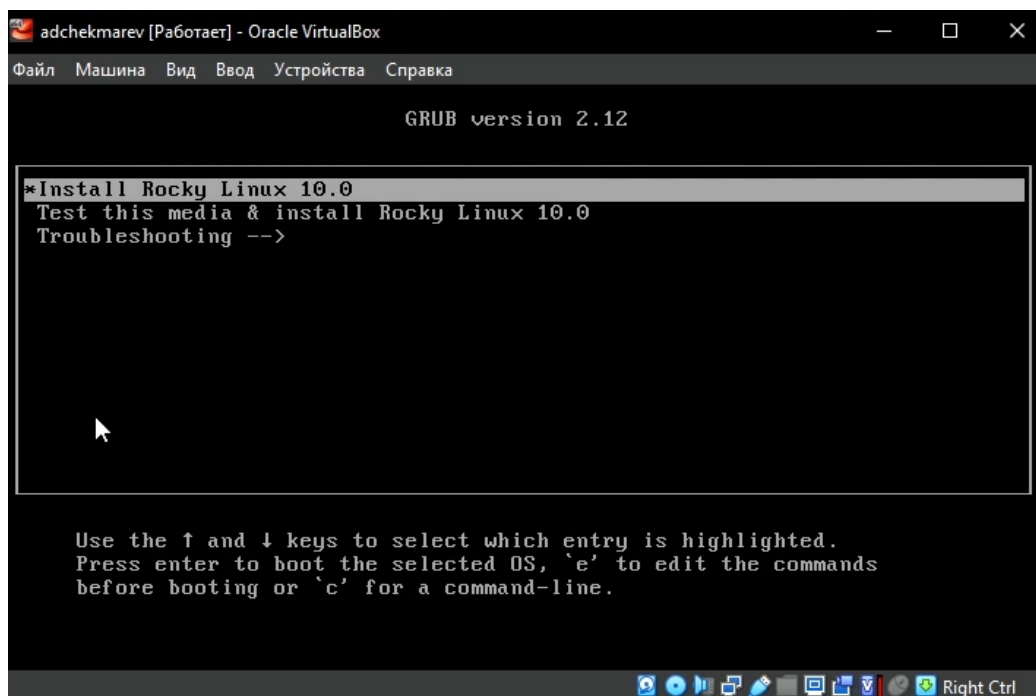 adchekmarev [Работает] - Oracle VirtualBox
Файл Машина Вид Ввод Устройства Справка
GRUB version 2.12
*Install Rocky Linux 10.0
Test this media & install Rocky Linux 10.0
Troubleshooting -->
Use the ↑ and ↓ keys to select which entry is highlighted.
Press enter to boot the selected OS, `e' to edit the commands
before booting or `c' for a command-line.
Right Ctrl